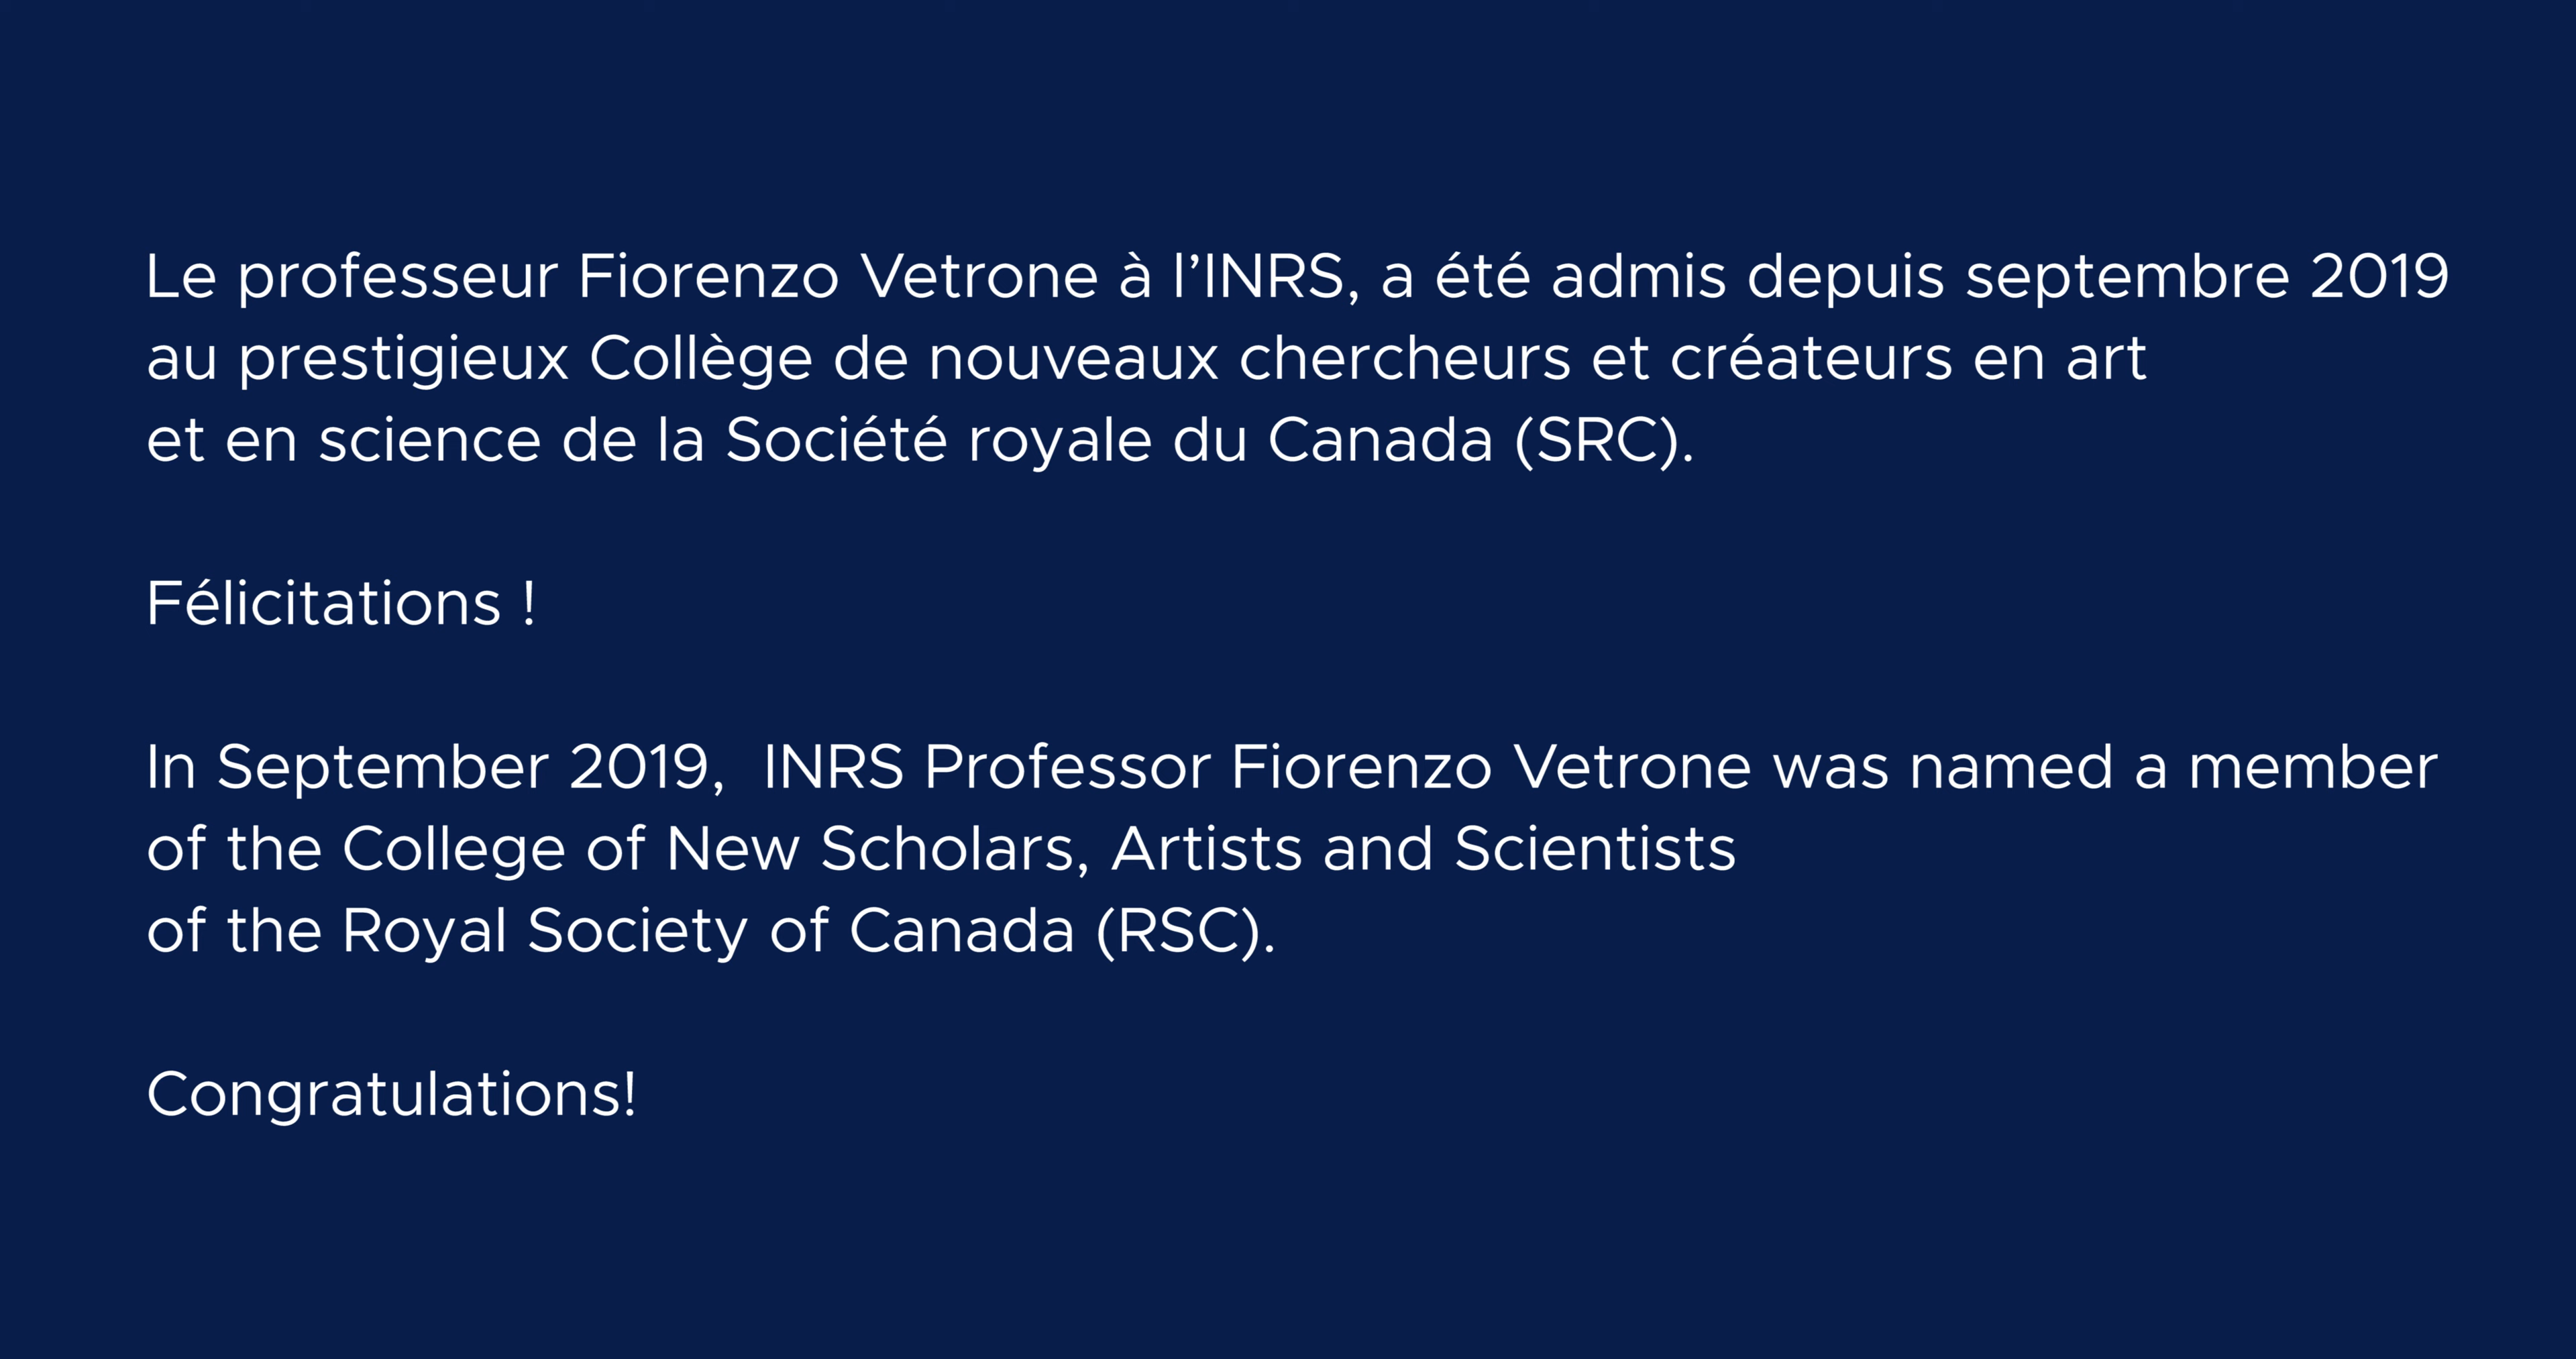 Le professeur Fiorenzo Vetrone à l’INRS, a été admis depuis septembre 2019
au prestigieux Collège de nouveaux chercheurs et créateurs en art
et en science de la Société royale du Canada (SRC).
Félicitations !
In September 2019,  INRS Professor Fiorenzo Vetrone was named a member
of the College of New Scholars, Artists and Scientists
of the Royal Society of Canada (RSC).
Congratulations!